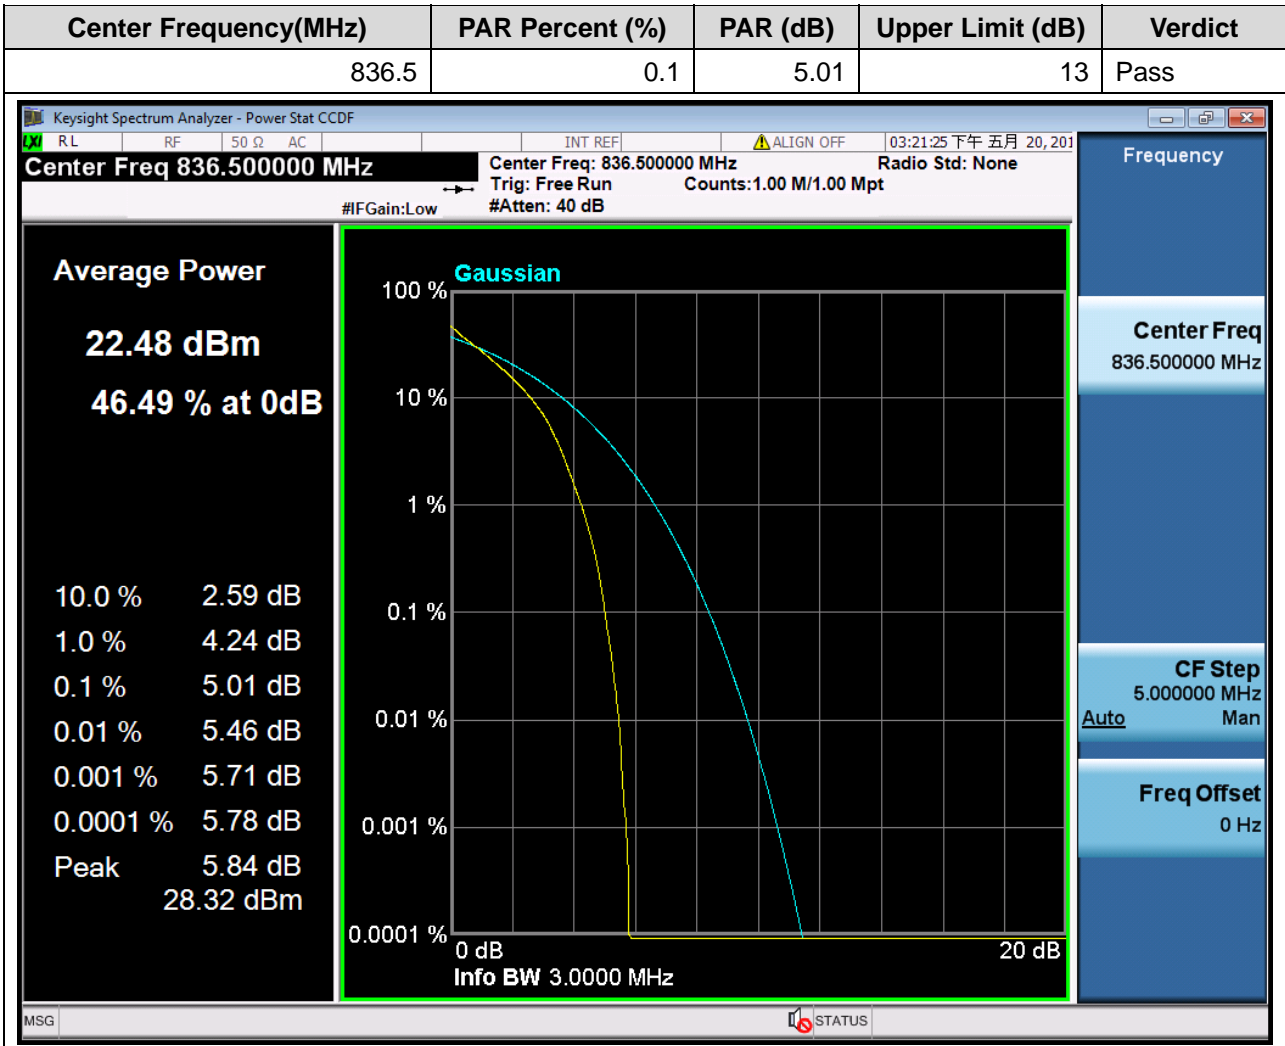 Center Frequency(MHz) PAR Percent (%) PAR (dB) Upper Limit (dB) Verdict
836.5 0.1 5.01 13 Pass
Keysight Spectrum Analyzer - Power Stat CCDF
LXI RL RF 50 Ω AC INT REF ALIGN OFF 03:21:25 下午 五月 20, 201
Center Freq 836.500000 MHz
Center Freq: 836.500000 MHz Radio Std: None
Trig: Free Run Counts:1.00 M/1.00 Mpt
#IFGain:Low #Atten: 40 dB
Average Power
22.48 dBm
46.49 % at 0dB
10.0 % 2.59 dB
1.0 % 4.24 dB
0.1 % 5.01 dB
0.01 % 5.46 dB
0.001 % 5.71 dB
0.0001 % 5.78 dB
Peak 5.84 dB
28.32 dBm
Gaussian
100 %
10 %
1 %
0.1 %
0.01 %
0.001 %
0.0001 %
0 dB 20 dB
Info BW 3.0000 MHz
Frequency
Center Freq
836.500000 MHz
CF Step
5.000000 MHz
Auto Man
Freq Offset
0 Hz
MSG STATUS